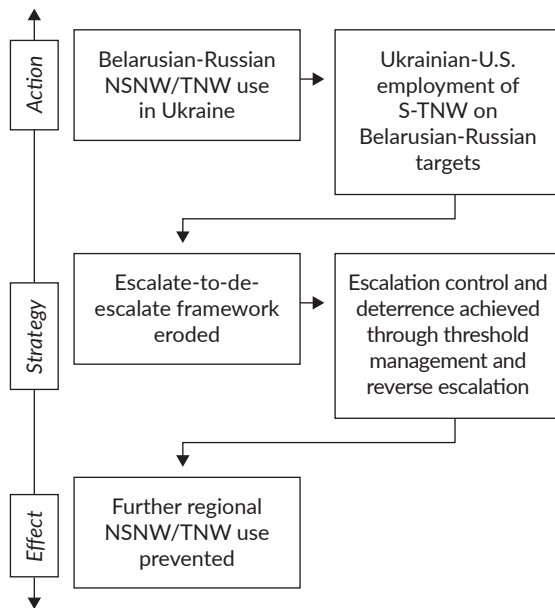 Action
Belarusian-Russian
NSNW/TNW use
in Ukraine
Ukrainian-U.S.
employment of
S-TNW on
Belarusian-Russian
targets
Strategy
Escalate-to-de-
escalate framework
eroded
Escalation control and
deterrence achieved
through threshold
management and
reverse escalation
Effect
Further regional
NSNW/TNW use
prevented